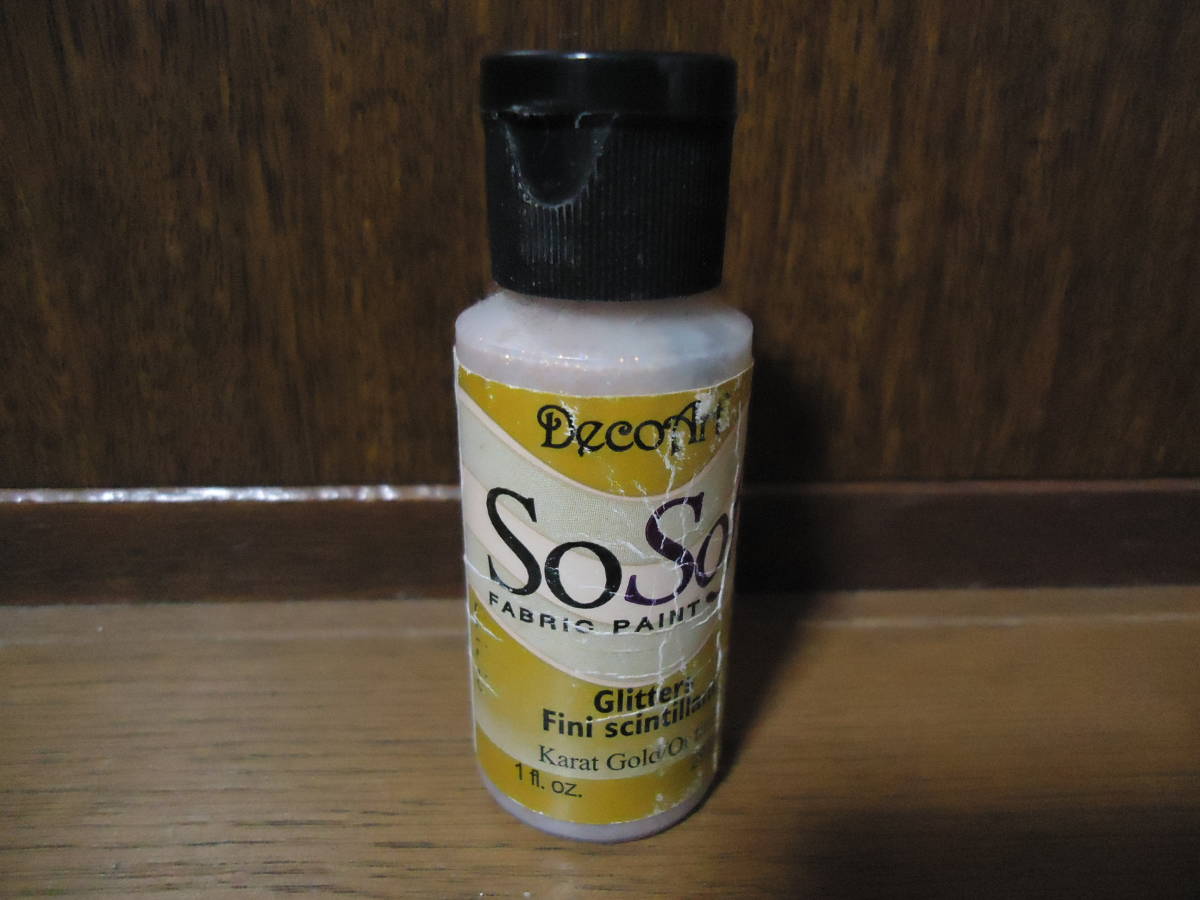 DecoArt
SoSo
FABRIC PAINT
Glitters
Fini scintillant
Karat Gold/Or
1 fl. oz.